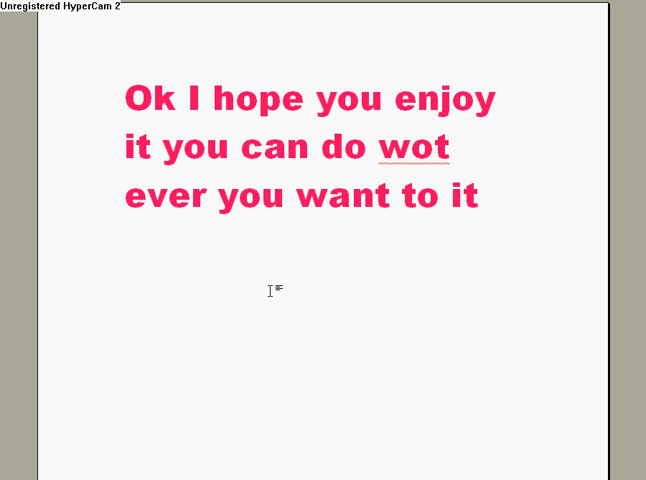 Unregistered HyperCam 2
Ok I hope you enjoy
it you can do wot
ever you want to it